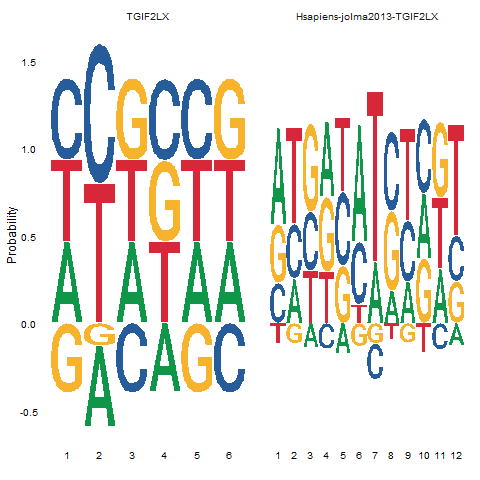 TGIF2LX
Hsapiens-jolma2013-TGIF2LX
Probability
1.5
1.0
0.5
0.0
-0.5
C C G C C G
T T T G T T
A G A T A A
G A C A G C
A T G A T A T C T C G T
G C C G C C A G C A T C
C A T T G T G A A G A G
T G A C A G C T G T C A
1 2 3 4 5 6
1 2 3 4 5 6 7 8 9 10 11 12